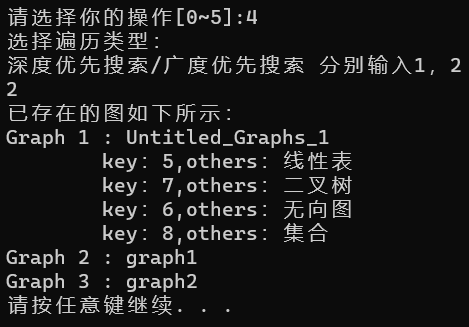 请选择你的操作[0~5]:4
选择遍历类型：
深度优先搜索/广度优先搜索 分别输入1，2
2
已存在的图如下所示：
Graph 1 : Untitled_Graphs_1
key：5,others：线性表
key：7,others：二叉树
key：6,others：无向图
key：8,others：集合
Graph 2 : graph1
Graph 3 : graph2
请按任意键继续. . .